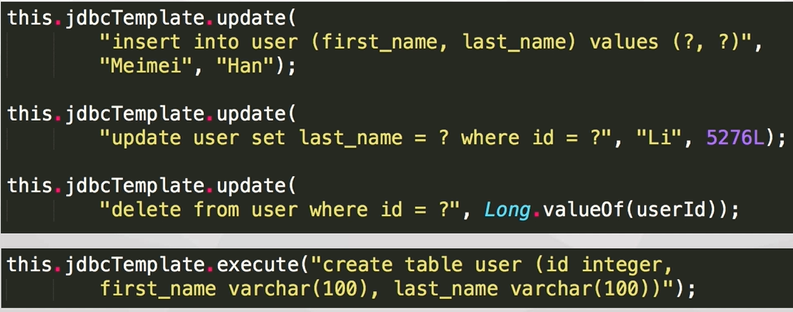 this.jdbcTemplate.update(
"insert into user (first_name, last_name) values (?, ?)",
"Meimei", "Han");
this.jdbcTemplate.update(
"update user set last_name = ? where id = ?", "Li", 5276L);
this.jdbcTemplate.update(
"delete from user where id = ?", Long.valueOf(userId));
this.jdbcTemplate.execute("create table user (id integer,
first_name varchar(100), last_name varchar(100))");